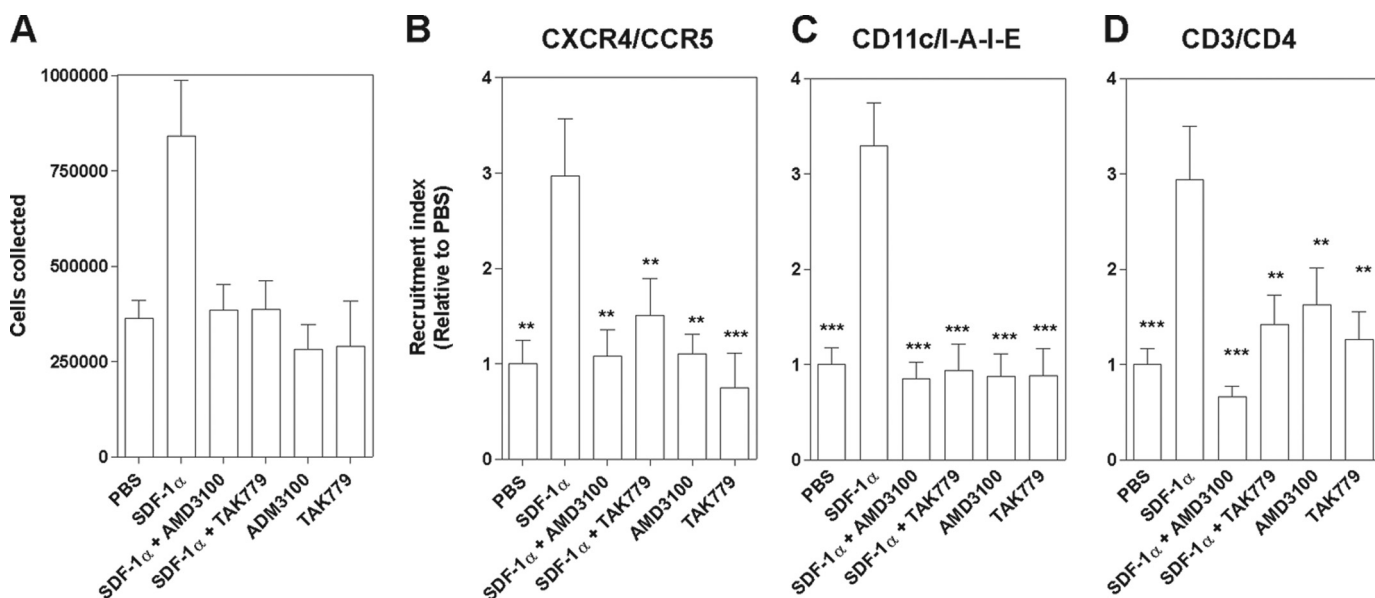 A
Cells collected
1000000
750000
500000
250000
0
PBS
SDF-1α
SDF-1α + AMD3100
SDF-1α + TAK779
ADM3100
TAK779
B
CXCR4/CCR5
Recruitment index
(Relative to PBS)
4
3
2
1
0
**
**
**
**
***
PBS
SDF-1α
SDF-1α + AMD3100
SDF-1α + TAK779
AMD3100
TAK779
C
CD11c/I-A-I-E
4
3
2
1
0
***
***
***
***
***
PBS
SDF-1α
SDF-1α + AMD3100
SDF-1α + TAK779
AMD3100
TAK779
D
CD3/CD4
4
3
2
1
0
***
***
**
**
**
PBS
SDF-1α
SDF-1α + AMD3100
SDF-1α + TAK779
AMD3100
TAK779